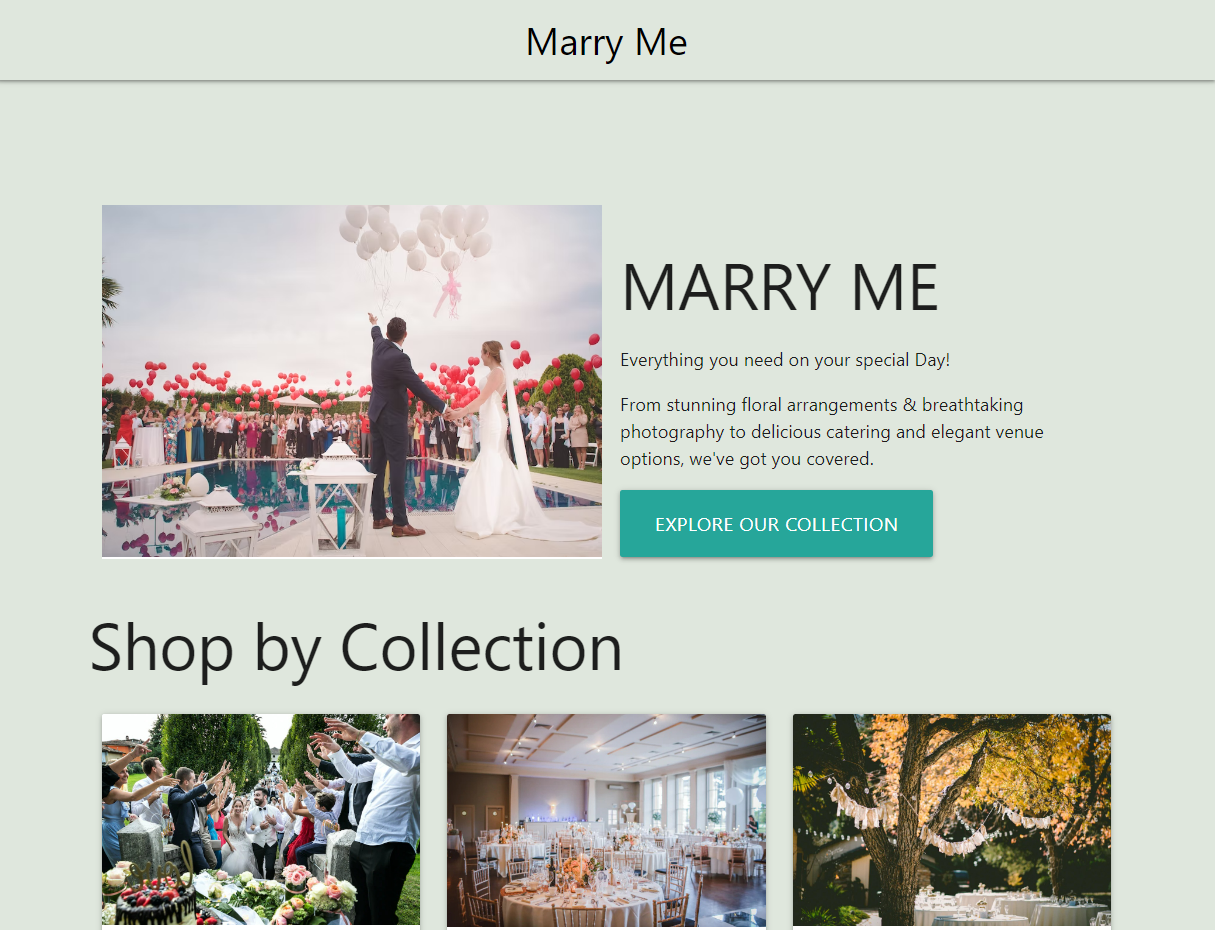 Marry Me
MARRY ME
Everything you need on your special Day!
From stunning floral arrangements & breathtaking
photography to delicious catering and elegant venue
options, we've got you covered.
EXPLORE OUR COLLECTION
Shop by Collection